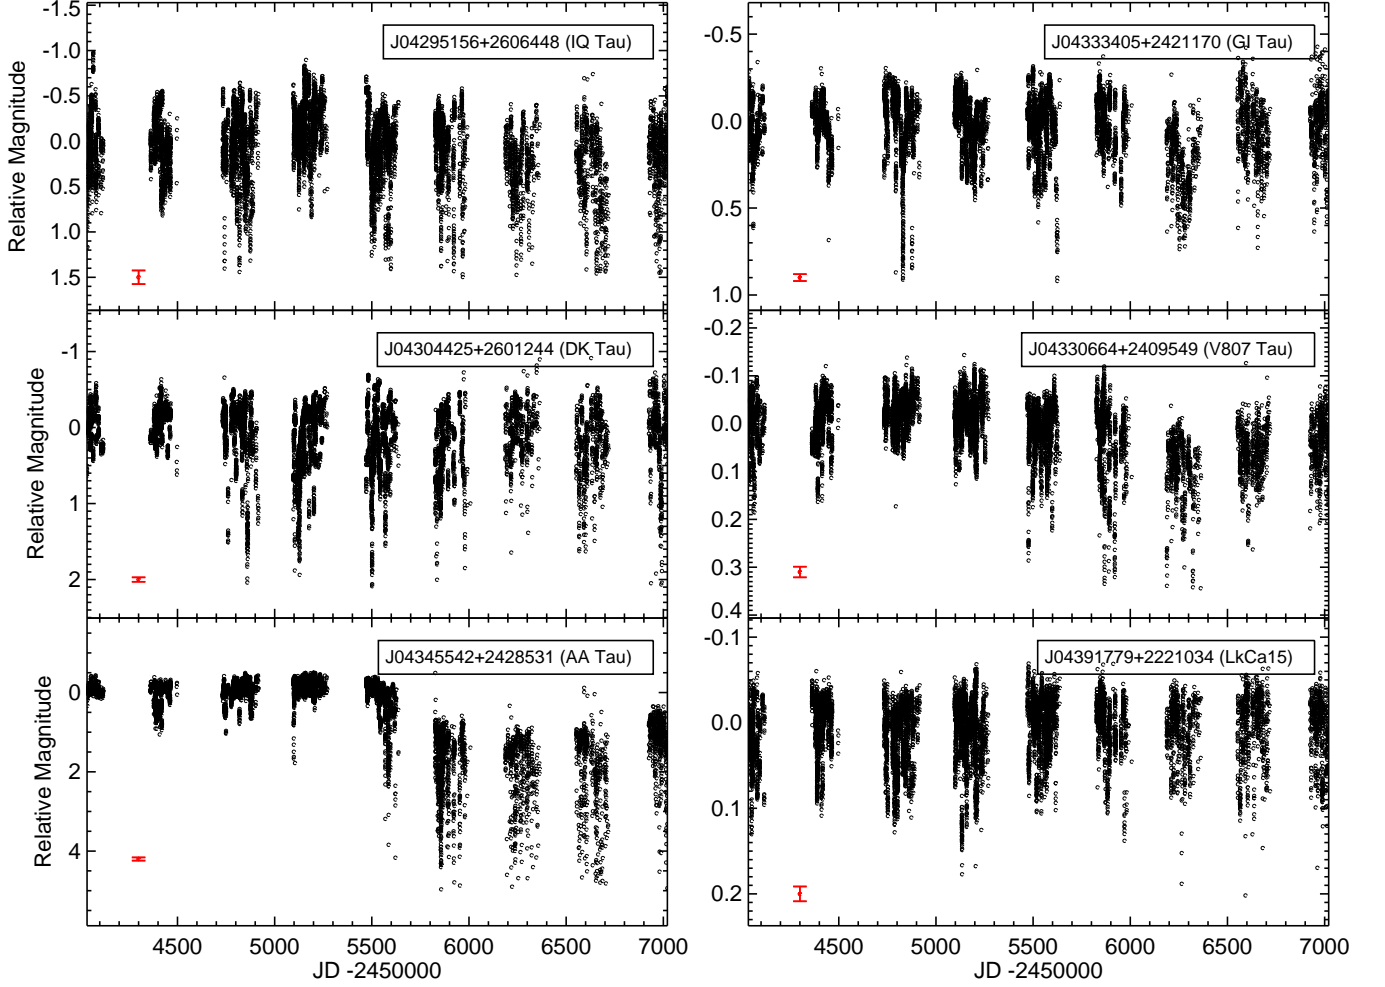 -1.5
-1.0
-0.5
0.0
0.5
1.0
1.5
Relative Magnitude
J04295156+2606448 (IQ Tau)
-0.5
0.0
0.5
1.0
J04333405+2421170 (GI Tau)
-1
0
1
2
Relative Magnitude
J04304425+2601244 (DK Tau)
-0.2
-0.1
0.0
0.1
0.2
0.3
0.4
J04330664+2409549 (V807 Tau)
0
2
4
Relative Magnitude
J04345542+2428531 (AA Tau)
-0.1
0.0
0.1
0.2
J04391779+2221034 (LkCa15)
4500 5000 5500 6000 6500 7000
JD -2450000
4500 5000 5500 6000 6500 7000
JD -2450000